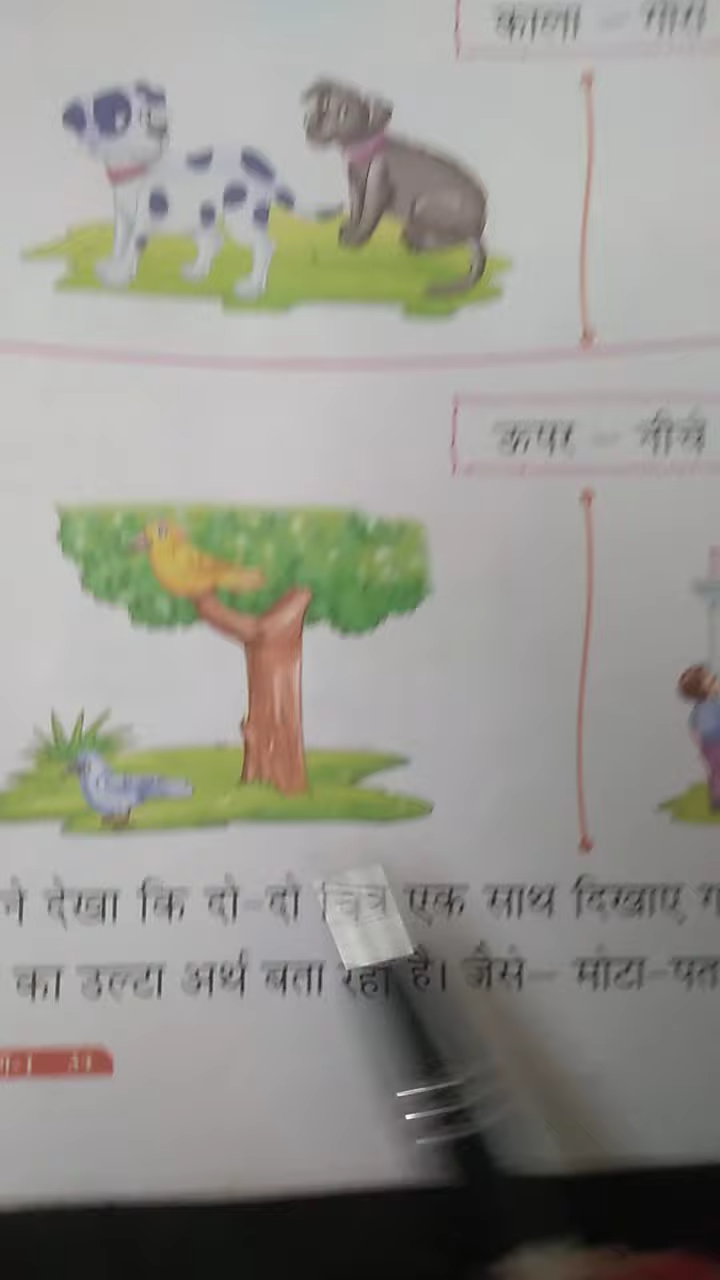 काला – गोरा
ऊपर – नीचे
ने देखा कि दो-दो चित्र एक साथ दिखाए ग
का उल्टा अर्थ बता रहा है। जैसे– मोटा-पत